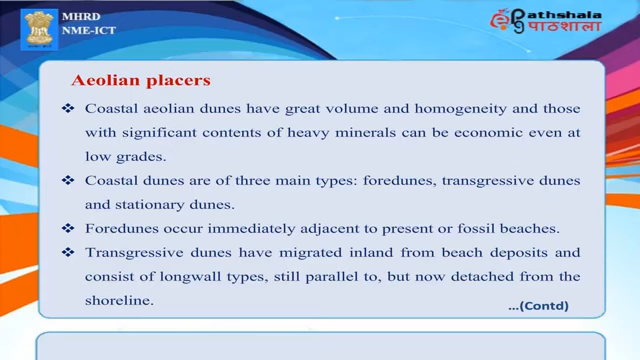 MHRD
NME-ICT
Pathshala
पाठशाला
Aeolian placers
❖ Coastal aeolian dunes have great volume and homogeneity and those
with significant contents of heavy minerals can be economic even at
low grades.
❖ Coastal dunes are of three main types: foredunes, transgressive dunes
and stationary dunes.
❖ Foredunes occur immediately adjacent to present or fossil beaches.
❖ Transgressive dunes have migrated inland from beach deposits and
consist of longwall types, still parallel to, but now detached from the
shoreline.
...(Contd)